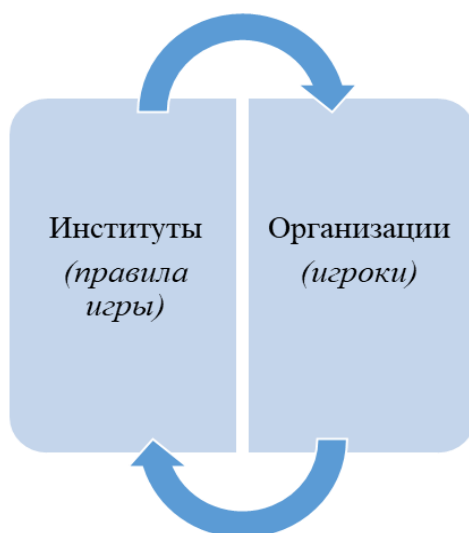 Институты
(правила
игры)
Организации
(игроки)